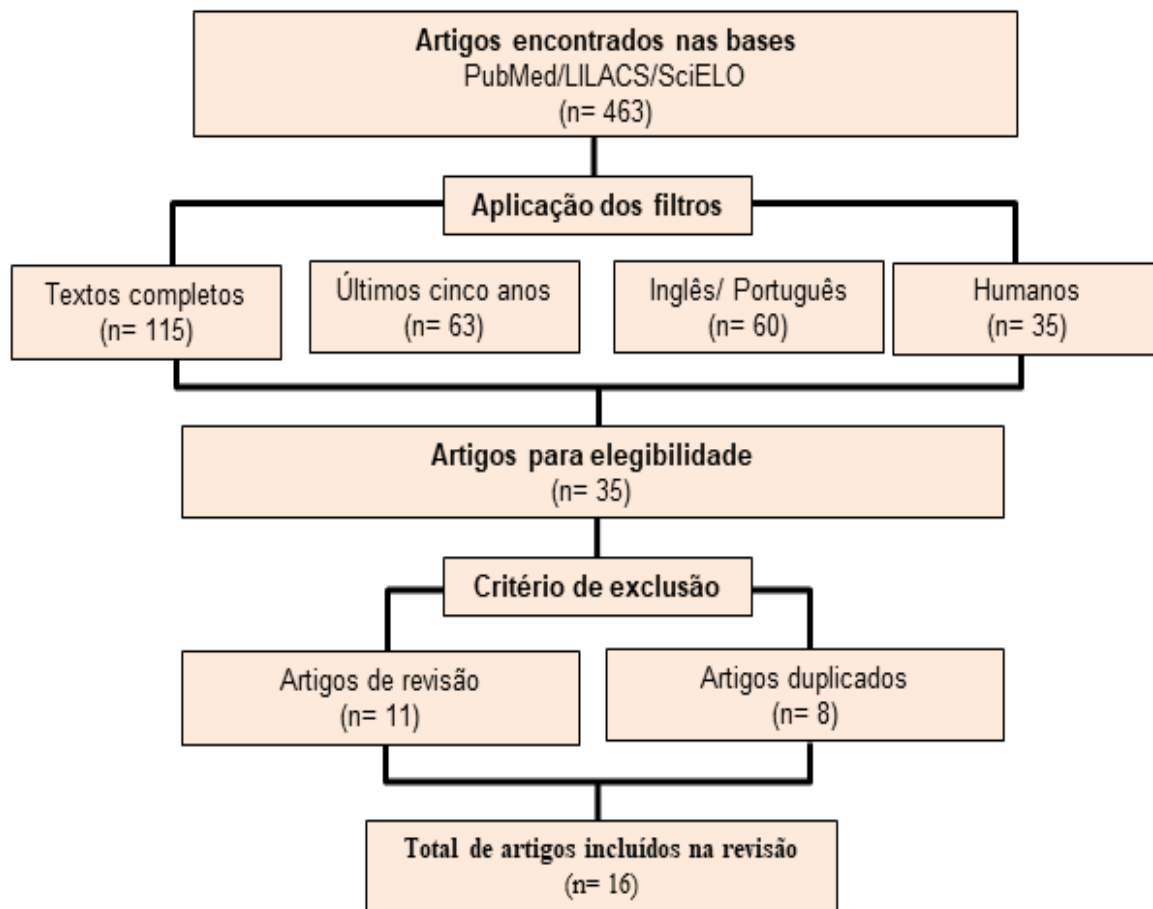 Artigos encontrados nas bases
PubMed/LILACS/SciELO
(n= 463)
Aplicação dos filtros
Textos completos
(n= 115)
Últimos cinco anos
(n= 63)
Inglês/ Português
(n= 60)
Humanos
(n= 35)
Artigos para elegibilidade
(n= 35)
Critério de exclusão
Artigos de revisão
(n= 11)
Artigos duplicados
(n= 8)
Total de artigos incluídos na revisão
(n= 16)